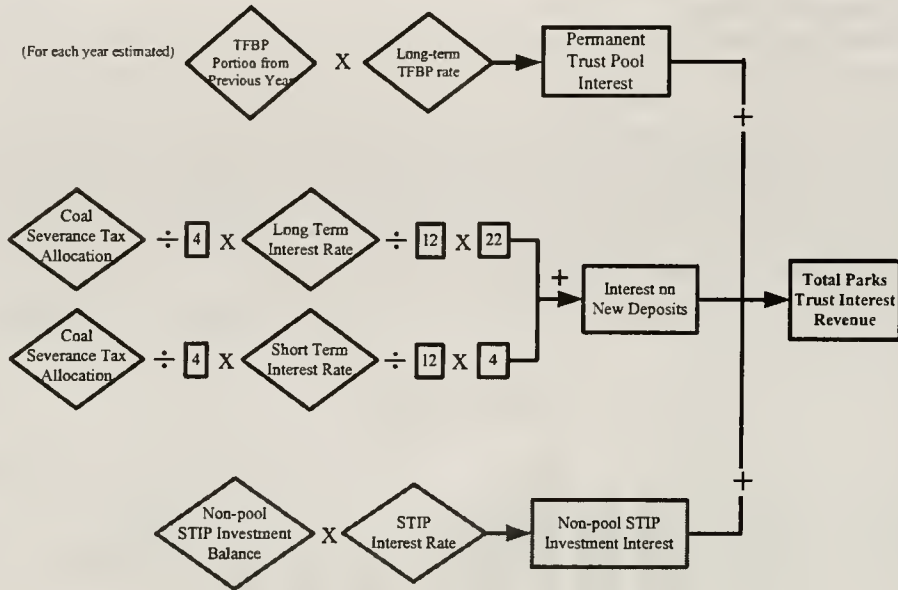 (For each year estimated)
TFBP
Portion from
Previous Year
X
Long-term
TFBP rate
Permanent
Trust Pool
Interest
+
Coal
Severance Tax
Allocation
÷ 4 X
Long Term
Interest Rate
÷ 12 X 22
+
Interest on
New Deposits
Total Parks
Trust Interest
Revenue
Coal
Severance Tax
Allocation
÷ 4 X
Short Term
Interest Rate
÷ 12 X 4
+
Non-pool
STIP Investment
Balance
X
STIP
Interest Rate
Non-pool STIP
Investment Interest